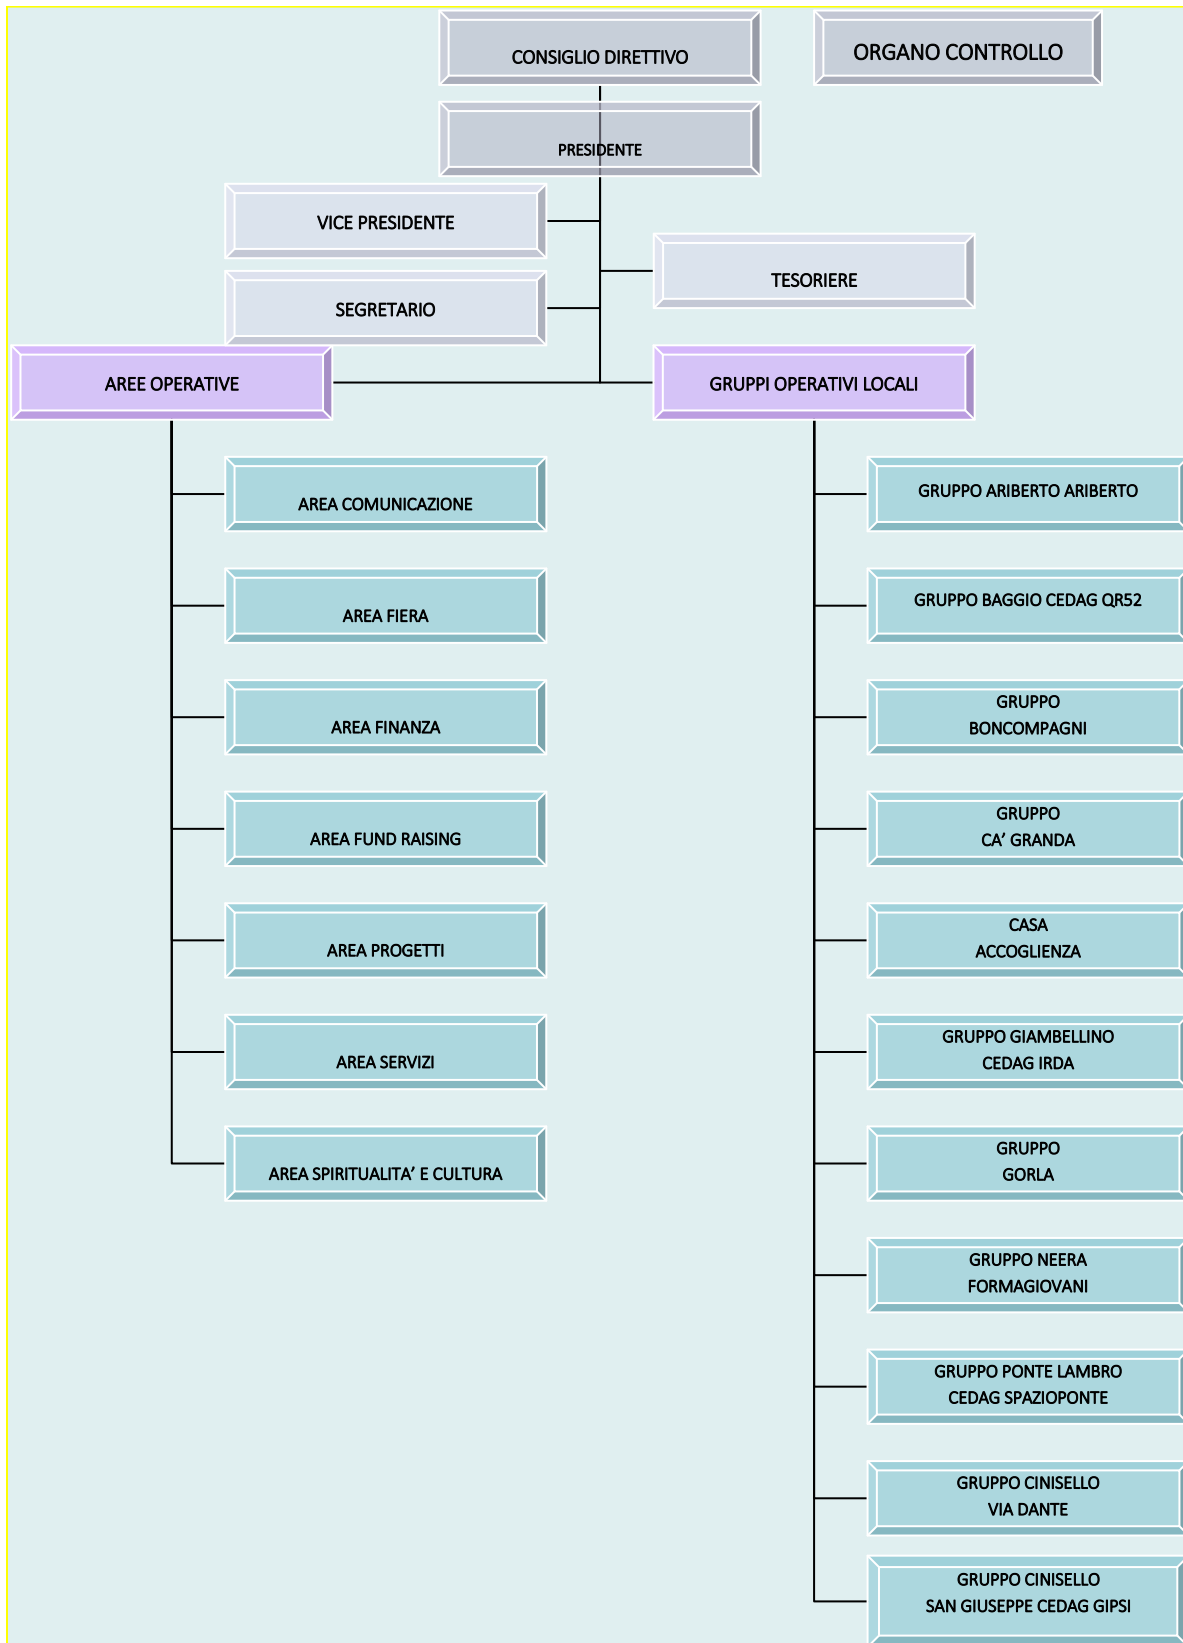 CONSIGLIO DIRETTIVO
ORGANO CONTROLLO
PRESIDENTE
VICE PRESIDENTE
TESORIERE
SEGRETARIO
AREE OPERATIVE
GRUPPI OPERATIVI LOCALI
AREA COMUNICAZIONE
AREA FIERA
AREA FINANZA
AREA FUND RAISING
AREA PROGETTI
AREA SERVIZI
AREA SPIRITUALITA’ E CULTURA
GRUPPO ARIBERTO ARIBERTO
GRUPPO BAGGIO CEDAG QR52
GRUPPO
BONCOMPAGNI
GRUPPO
CA’ GRANDA
CASA
ACCOGLIENZA
GRUPPO GIAMBELLINO
CEDAG IRDA
GRUPPO
GORLA
GRUPPO NEERA
FORMAGIOVANI
GRUPPO PONTE LAMBRO
CEDAG SPAZIOPONTE
GRUPPO CINISELLO
VIA DANTE
GRUPPO CINISELLO
SAN GIUSEPPE CEDAG GIPSI